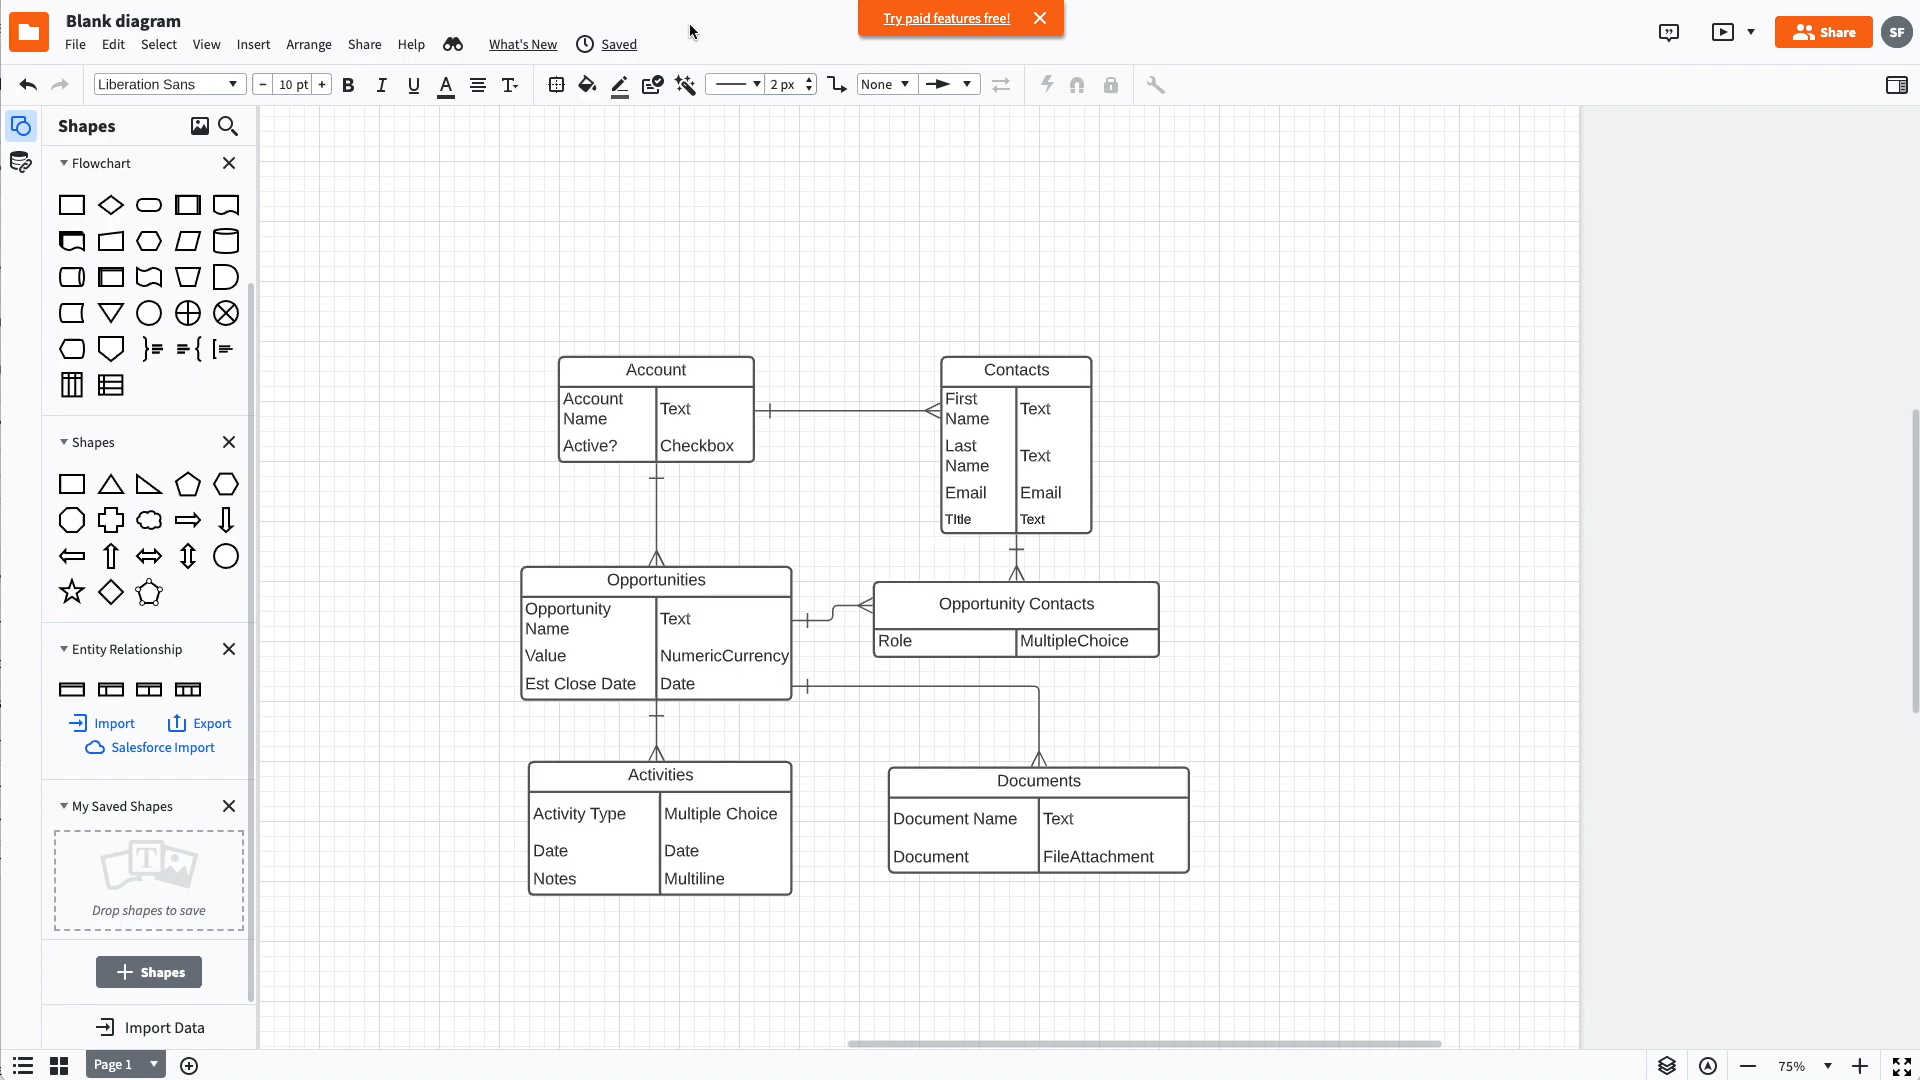 Blank diagram
Try paid features free!
File Edit Select View Insert Arrange Share Help What's New Saved
Share
SF
Liberation Sans
10 pt
B I U A T
2 px
None
Shapes
Flowchart
Shapes
Entity Relationship
Import Export
Salesforce Import
My Saved Shapes
T
Drop shapes to save
+ Shapes
Import Data
Account
Account Text
Name
Active? Checkbox
Contacts
First Text
Name
Last Text
Name
Email Email
TItle Text
Opportunities
Opportunity Text
Name
Value NumericCurrency
Est Close Date Date
Opportunity Contacts
Role MultipleChoice
Activities
Activity Type Multiple Choice
Date Date
Notes Multiline
Documents
Document Name Text
Document FileAttachment
Page 1
75%